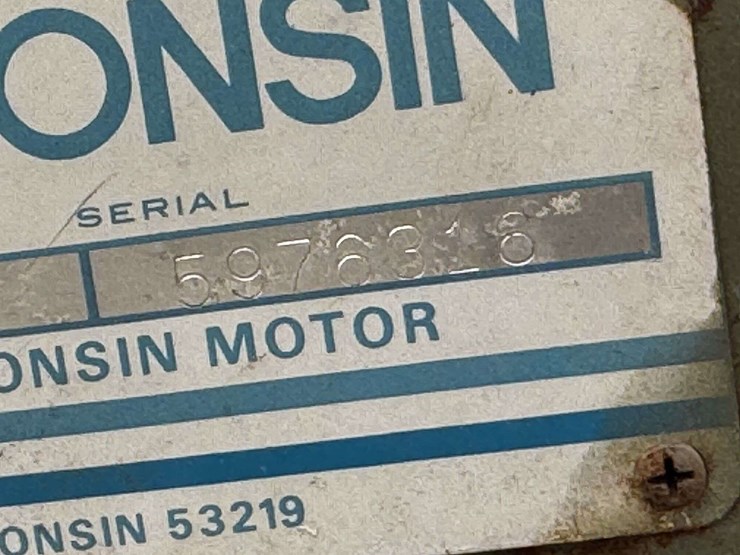 ONSIN
SERIAL
5976316
ONSIN MOTOR
ONSIN 53219